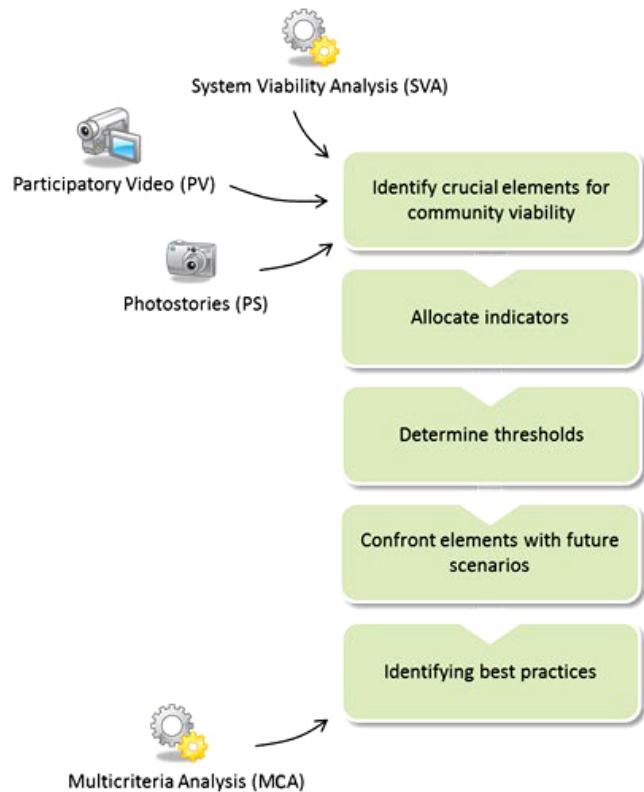 System Viability Analysis (SVA)
Participatory Video (PV)
Identify crucial elements for
community viability
Photostories (PS)
Allocate indicators
Determine thresholds
Confront elements with future
scenarios
Identifying best practices
Multicriteria Analysis (MCA)